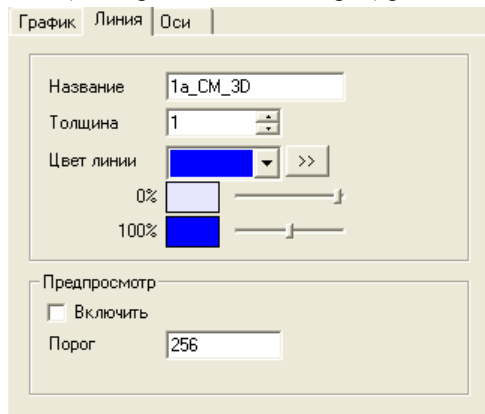 График Линия Оси
Название 1a_CM_3D
Толщина 1
Цвет линии >>
0%
100%
Предпросмотр
Включить
Порог 256